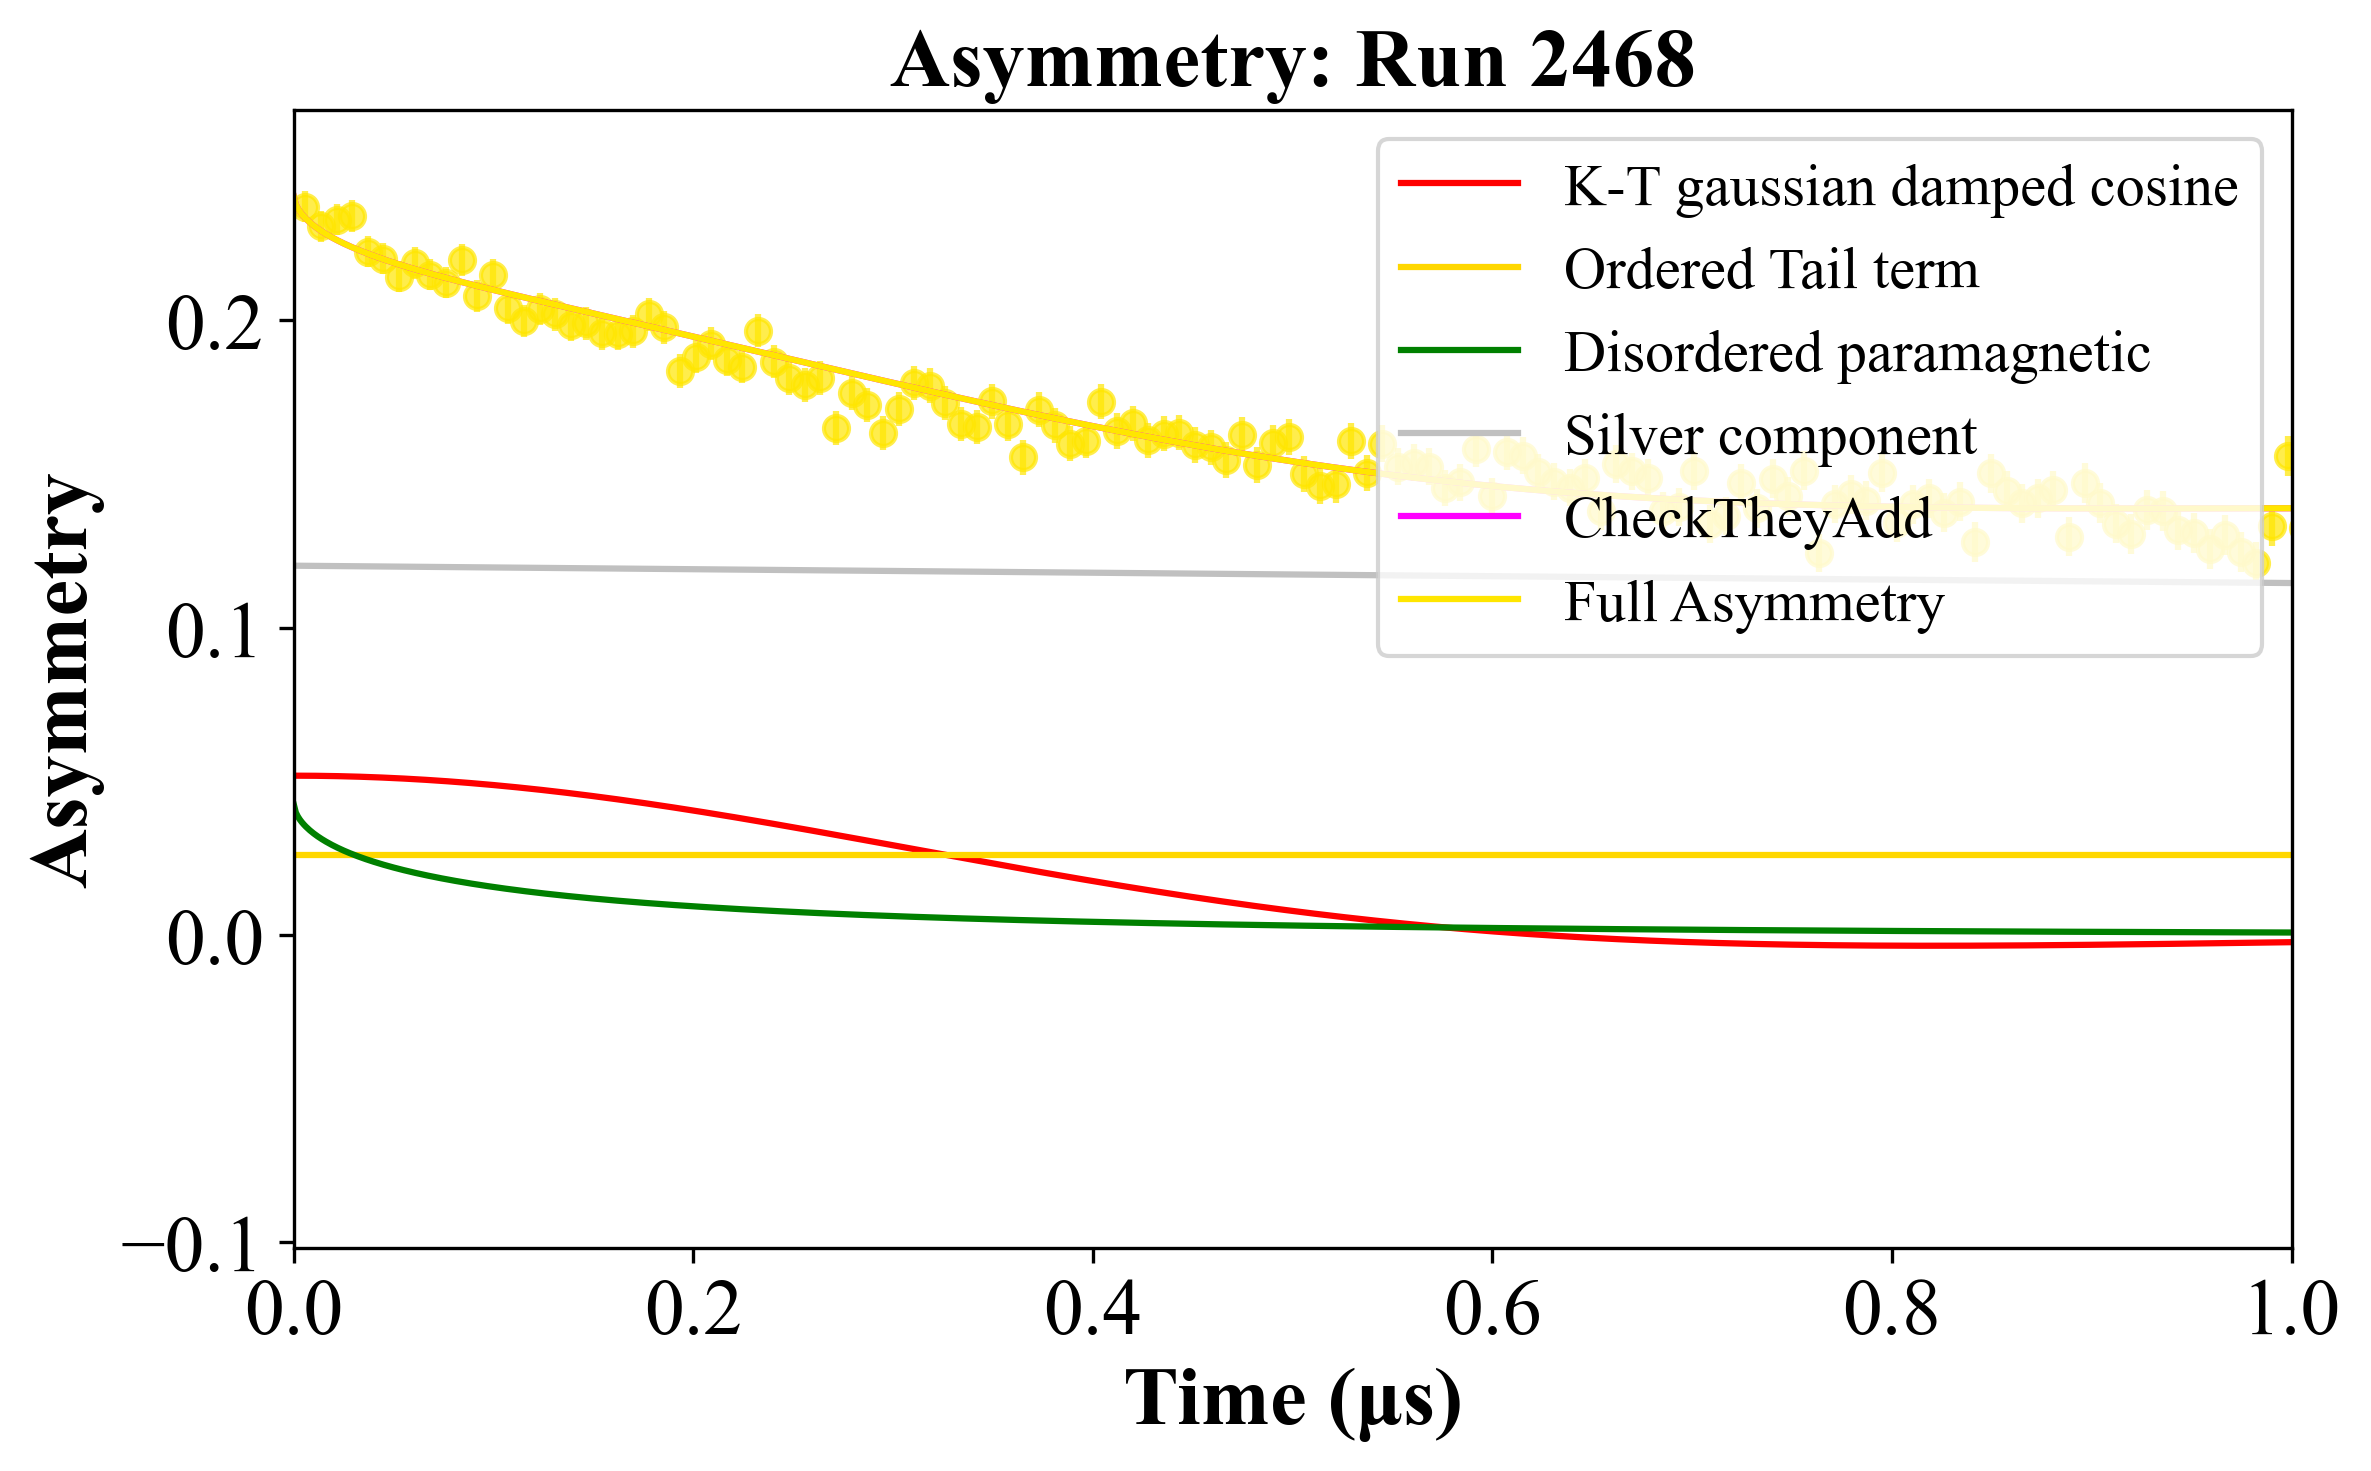 Asymmetry: Run 2468
K-T gaussian damped cosine
Ordered Tail term
Disordered paramagnetic
Silver component
CheckTheyAdd
Full Asymmetry
Asymmetry
0.2
0.1
0.0
−0.1
0.0 0.2 0.4 0.6 0.8 1.0
Time (μs)